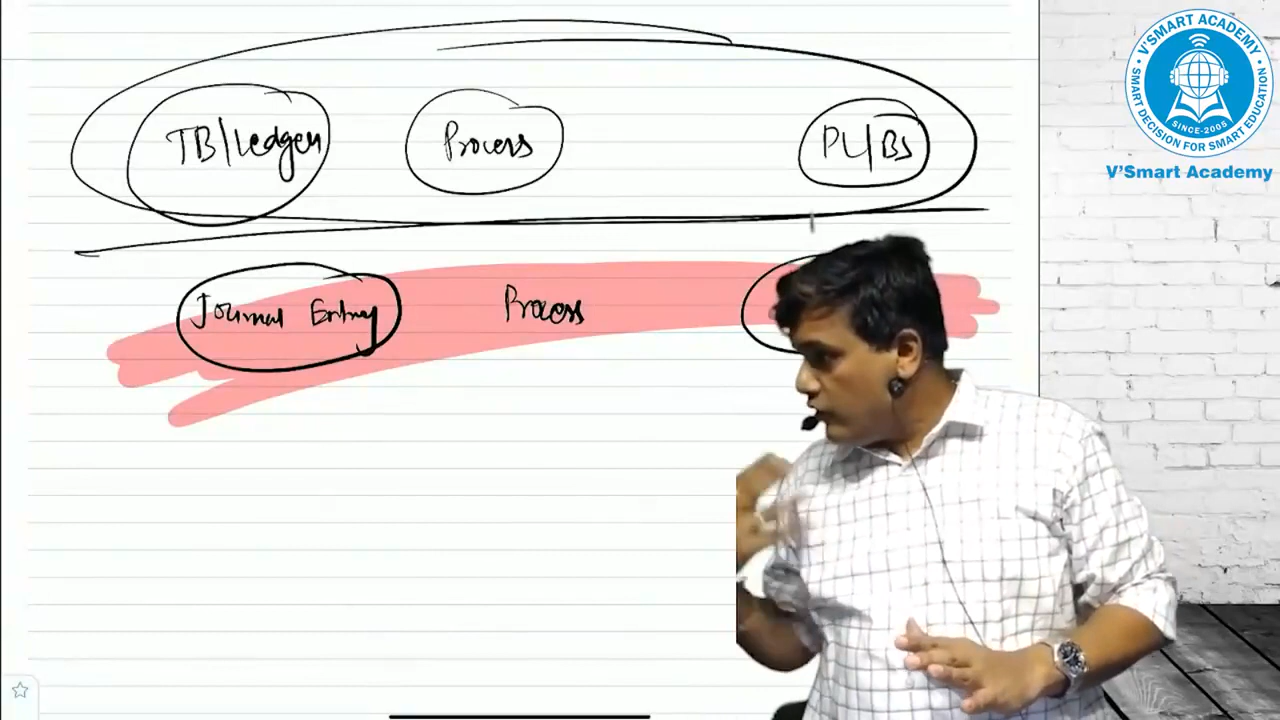 TB/Ledger Process PL/BS
Journal Entry Process
V'SMART ACADEMY
SMART DECISION FOR SMART EDUCATION
SINCE-2005
V'Smart Academy